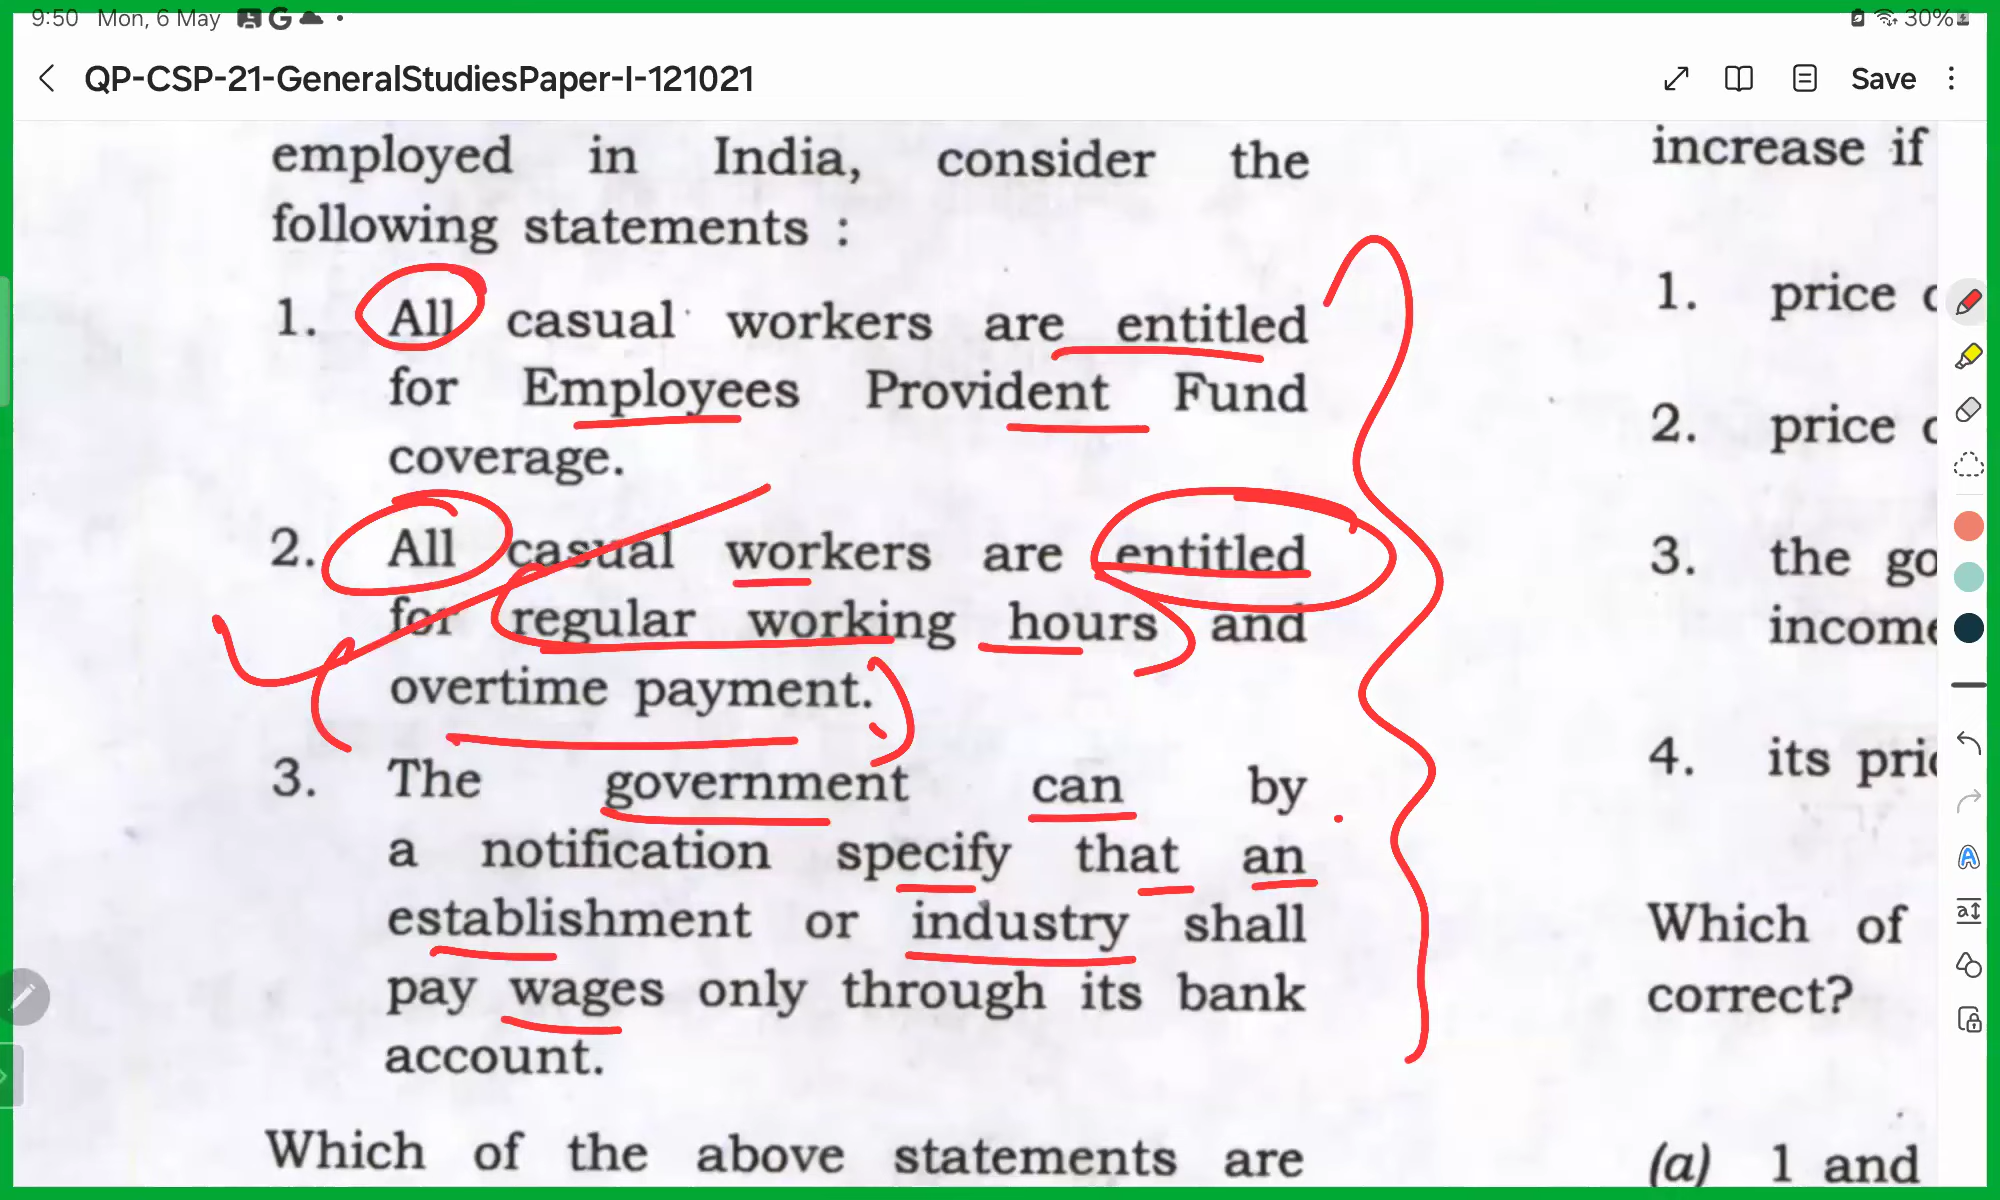 9:50 Mon, 6 May G
30%
QP-CSP-21-GeneralStudiesPaper-I-121021
Save
employed in India, consider the
following statements :
1. All casual workers are entitled
for Employees Provident Fund
coverage.
2. All casual workers are entitled
for regular working hours and
overtime payment.
3. The government can by
a notification specify that an
establishment or industry shall
pay wages only through its bank
account.
Which of the above statements are
increase if
1. price
2. price
3. the go
income
4. its pri
Which of
correct?
(a) 1 and